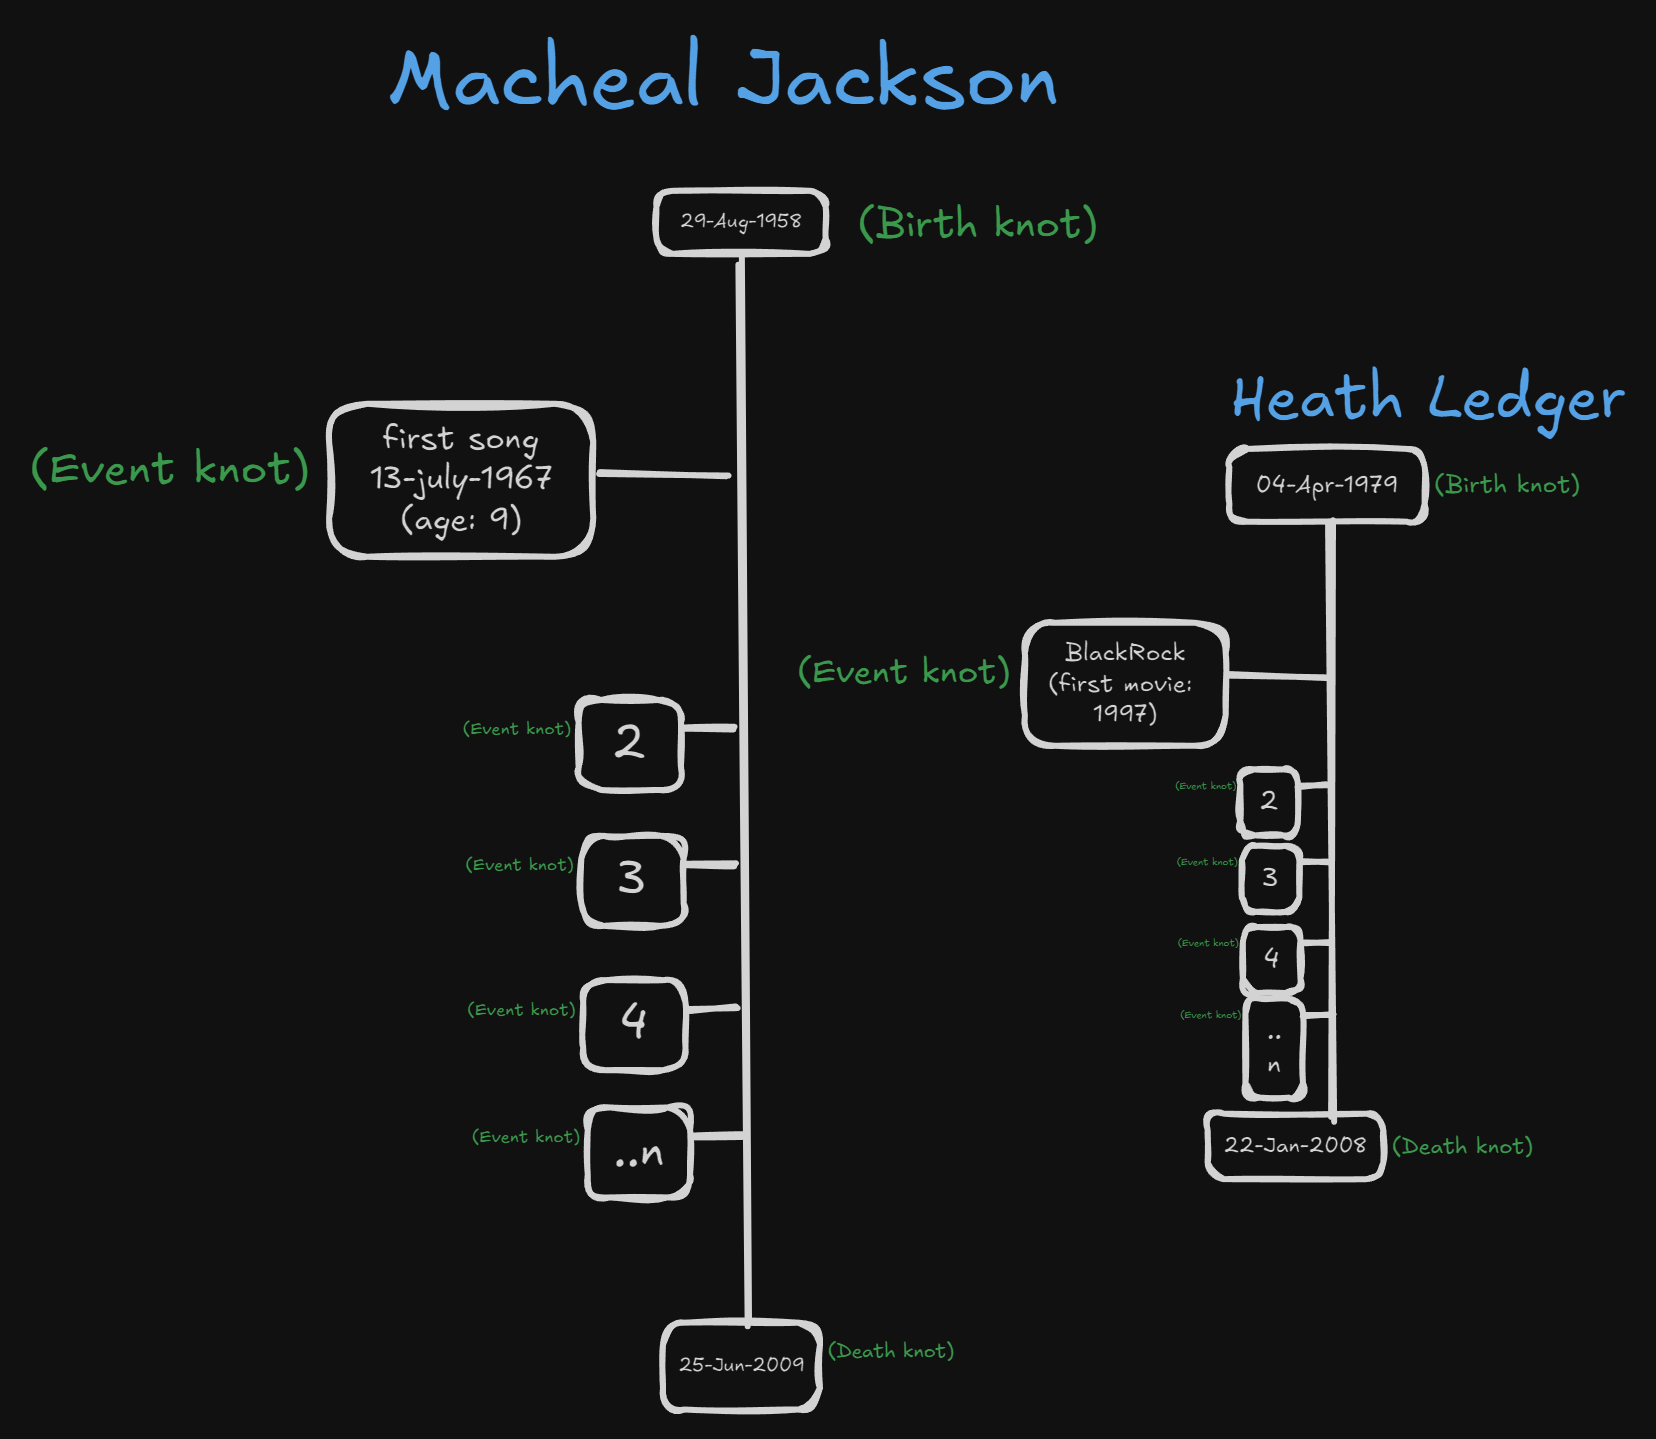 Macheal Jackson
29-Aug-1958
(Birth knot)
(Event knot)
first song
13-july-1967
(age: 9)
(Event knot)
2
(Event knot)
3
(Event knot)
4
(Event knot)
..n
25-Jun-2009
(Death knot)
Heath Ledger
04-Apr-1979
(Birth knot)
(Event knot)
BlackRock
(first movie:
1997)
(Event knot)
2
(Event knot)
3
(Event knot)
4
(Event knot)
..
n
22-Jan-2008
(Death knot)